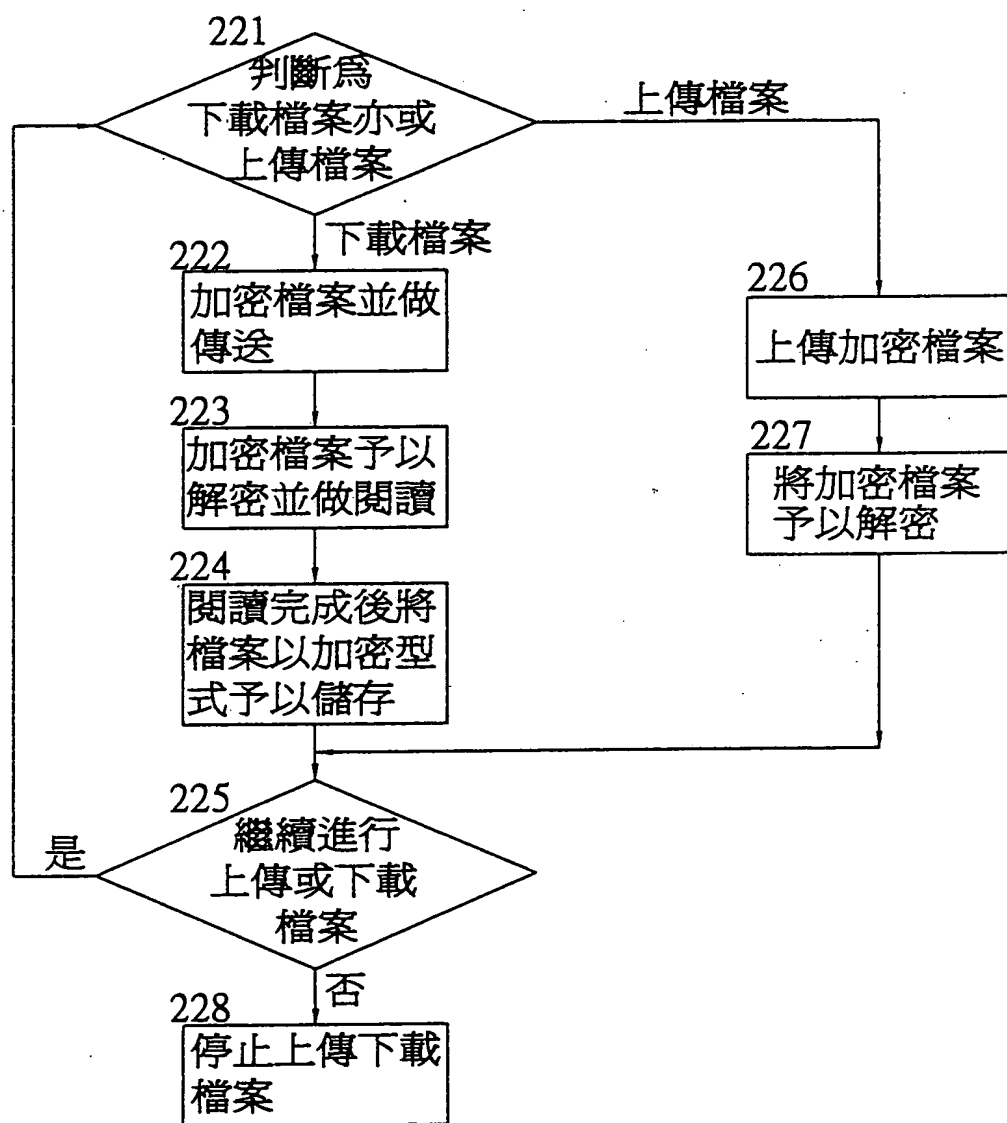 221
判斷為
下載檔案亦或
上傳檔案
上傳檔案
下載檔案
222
加密檔案並做
傳送
223
加密檔案予以
解密並做閱讀
224
閱讀完成後將
檔案以加密型
式予以儲存
226
上傳加密檔案
227
將加密檔案
予以解密
225
繼續進行
上傳或下載
檔案
是
否
228
停止上傳下載
檔案